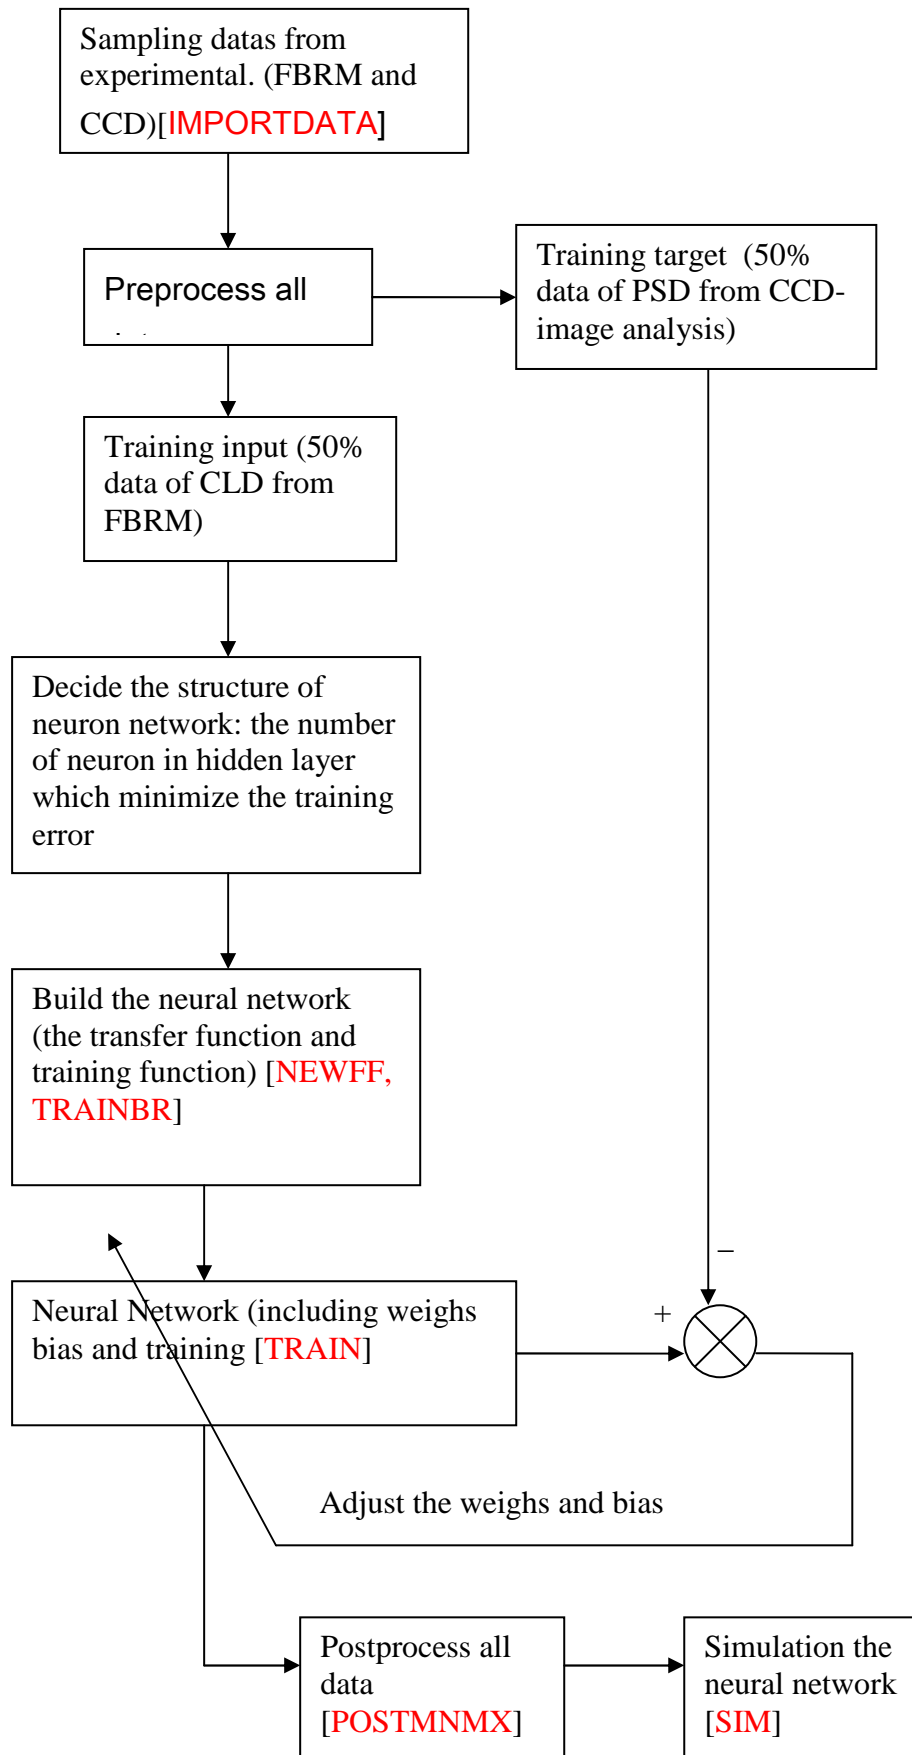 Sampling datas from
experimental. (FBRM and
CCD)[IMPORTDATA]
Preprocess all
Training target (50%
data of PSD from CCD-
image analysis)
Training input (50%
data of CLD from
FBRM)
Decide the structure of
neuron network: the number
of neuron in hidden layer
which minimize the training
error
Build the neural network
(the transfer function and
training function) [NEWFF,
TRAINBR]
−
+
Neural Network (including weighs
bias and training [TRAIN]
Adjust the weighs and bias
Postprocess all
data
[POSTMNMX]
Simulation the
neural network
[SIM]